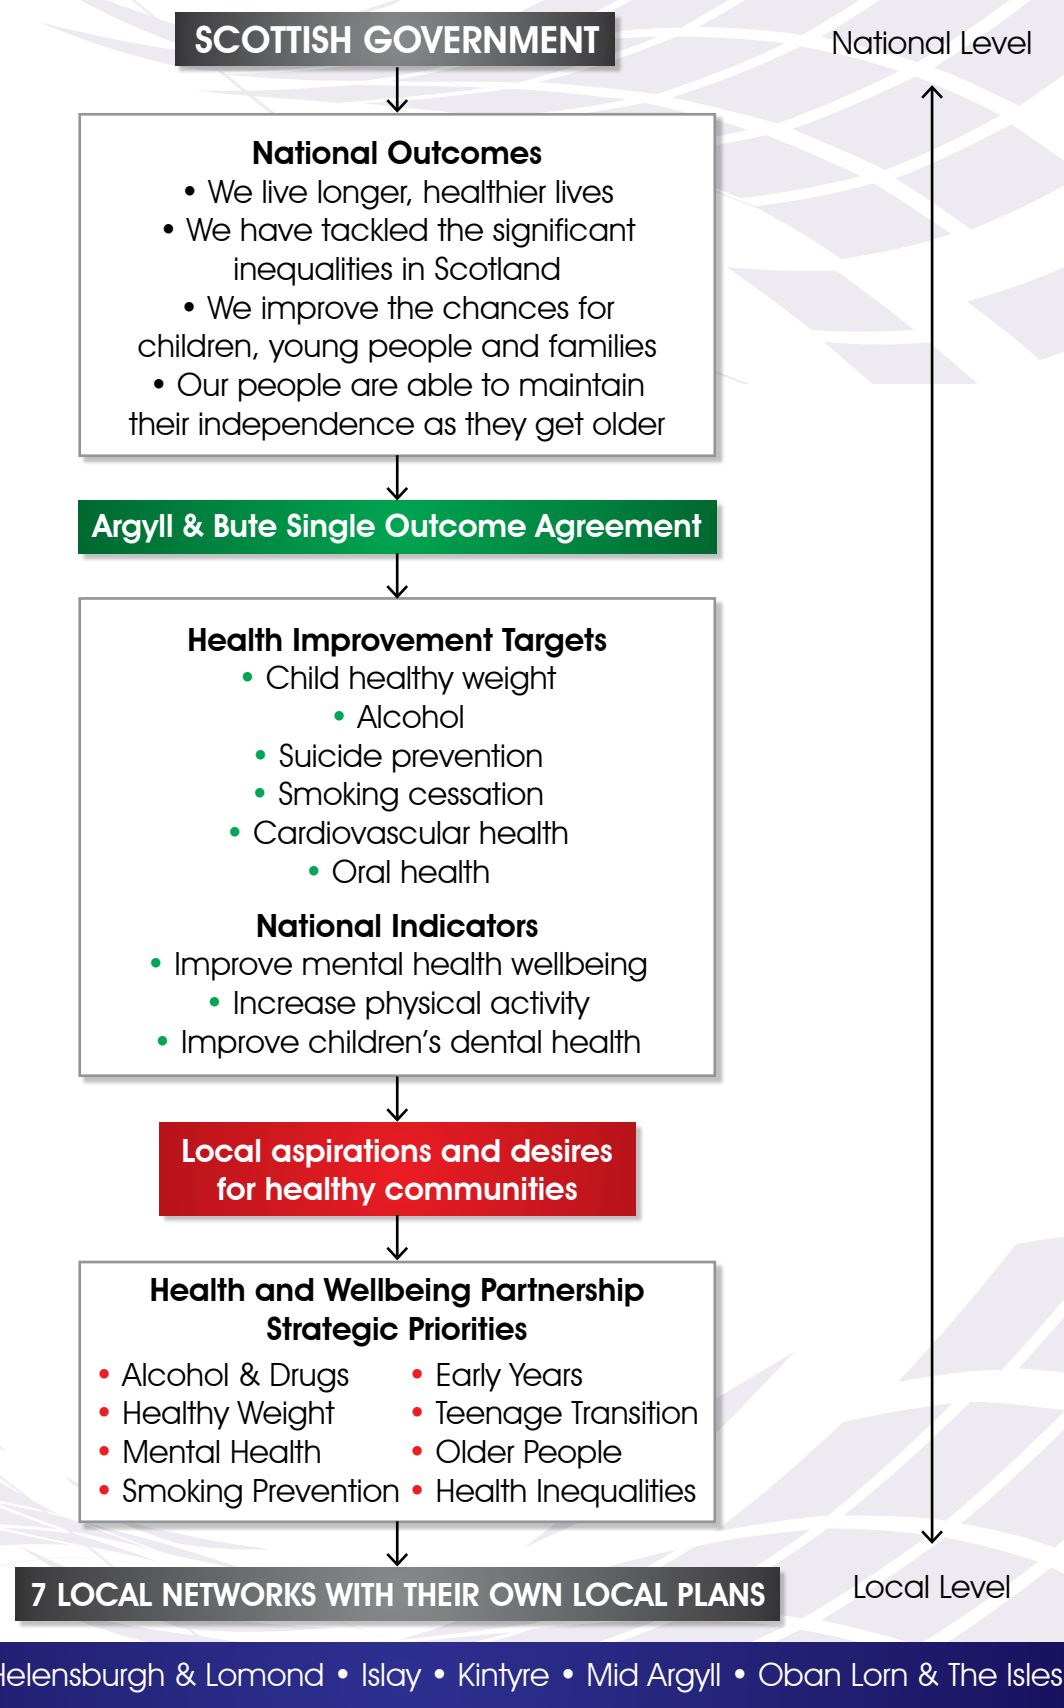 SCOTTISH GOVERNMENT
National Level
National Outcomes
• We live longer, healthier lives
• We have tackled the significant
inequalities in Scotland
• We improve the chances for
children, young people and families
• Our people are able to maintain
their independence as they get older
Argyll & Bute Single Outcome Agreement
Health Improvement Targets
• Child healthy weight
• Alcohol
• Suicide prevention
• Smoking cessation
• Cardiovascular health
• Oral health
National Indicators
• Improve mental health wellbeing
• Increase physical activity
• Improve children’s dental health
Local aspirations and desires
for healthy communities
Health and Wellbeing Partnership
Strategic Priorities
• Alcohol & Drugs
• Healthy Weight
• Mental Health
• Smoking Prevention
• Early Years
• Teenage Transition
• Older People
• Health Inequalities
7 LOCAL NETWORKS WITH THEIR OWN LOCAL PLANS
Local Level
Helensburgh & Lomond • Islay • Kintyre • Mid Argyll • Oban Lorn & The Isles